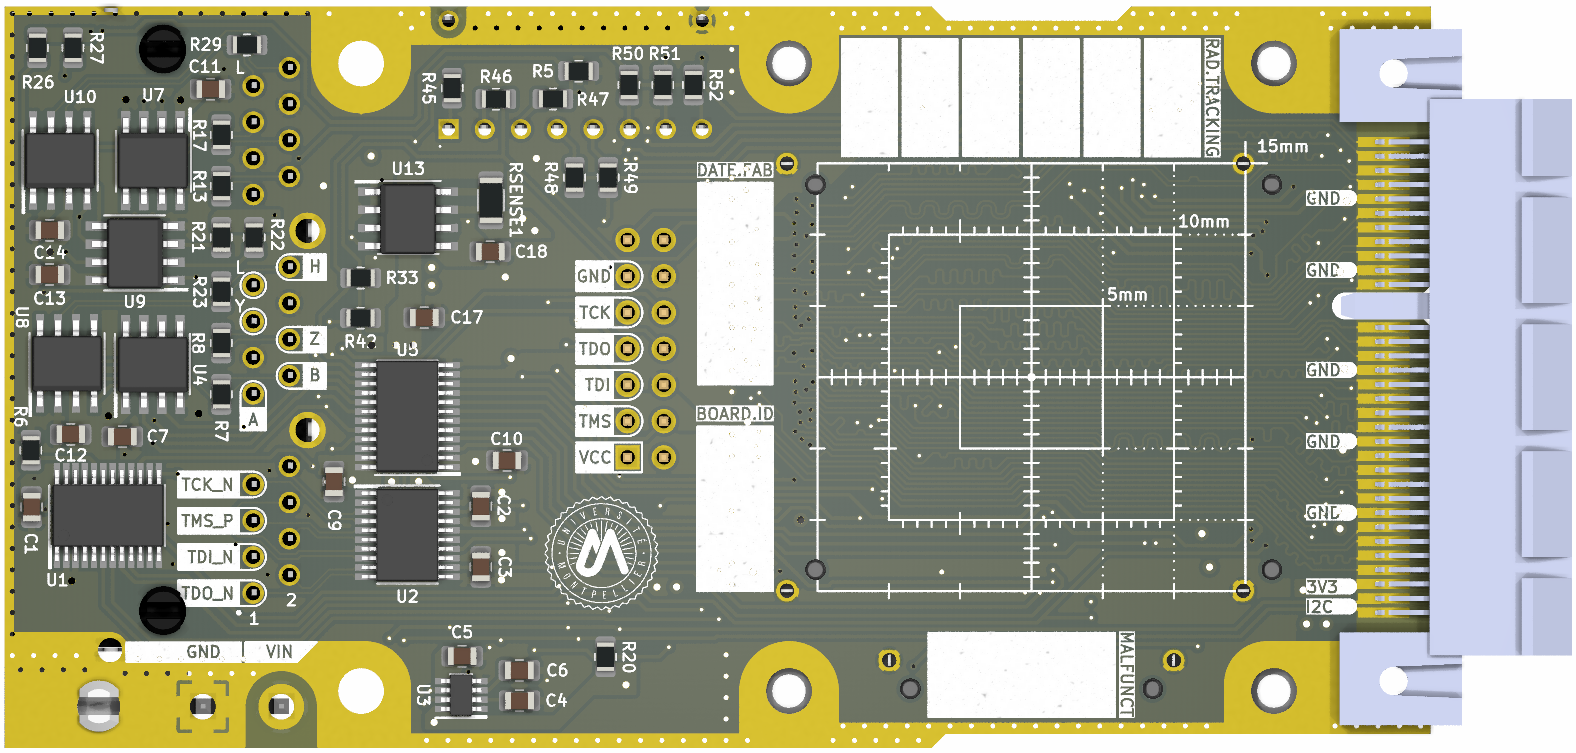 R26
R27
U10
U7
R29
C11
L
R17
R13
C14
C13
R21
R22
U9
L
Y
H
Z
B
A
R23
U8
R8
U4
R7
R6
C12
C7
C1
U1
TCK_N
TMS_P
TDI_N
TDO_N
1
2
GND
VIN
R45
R46
R5
R47
R50
R51
R52
U13
RSENSE1
C18
R48
R49
R33
R42
C17
U5
C10
C9
C2
C3
U2
GND
TCK
TDO
TDI
TMS
VCC
UNIVERSITÉ
MONTPELLIER
C5
C6
C4
U3
R20
DATE.FAB
BOARD.ID
RAD.TRACKING
15mm
10mm
5mm
MALFUNCT
GND
GND
GND
GND
GND
3V3
I2C